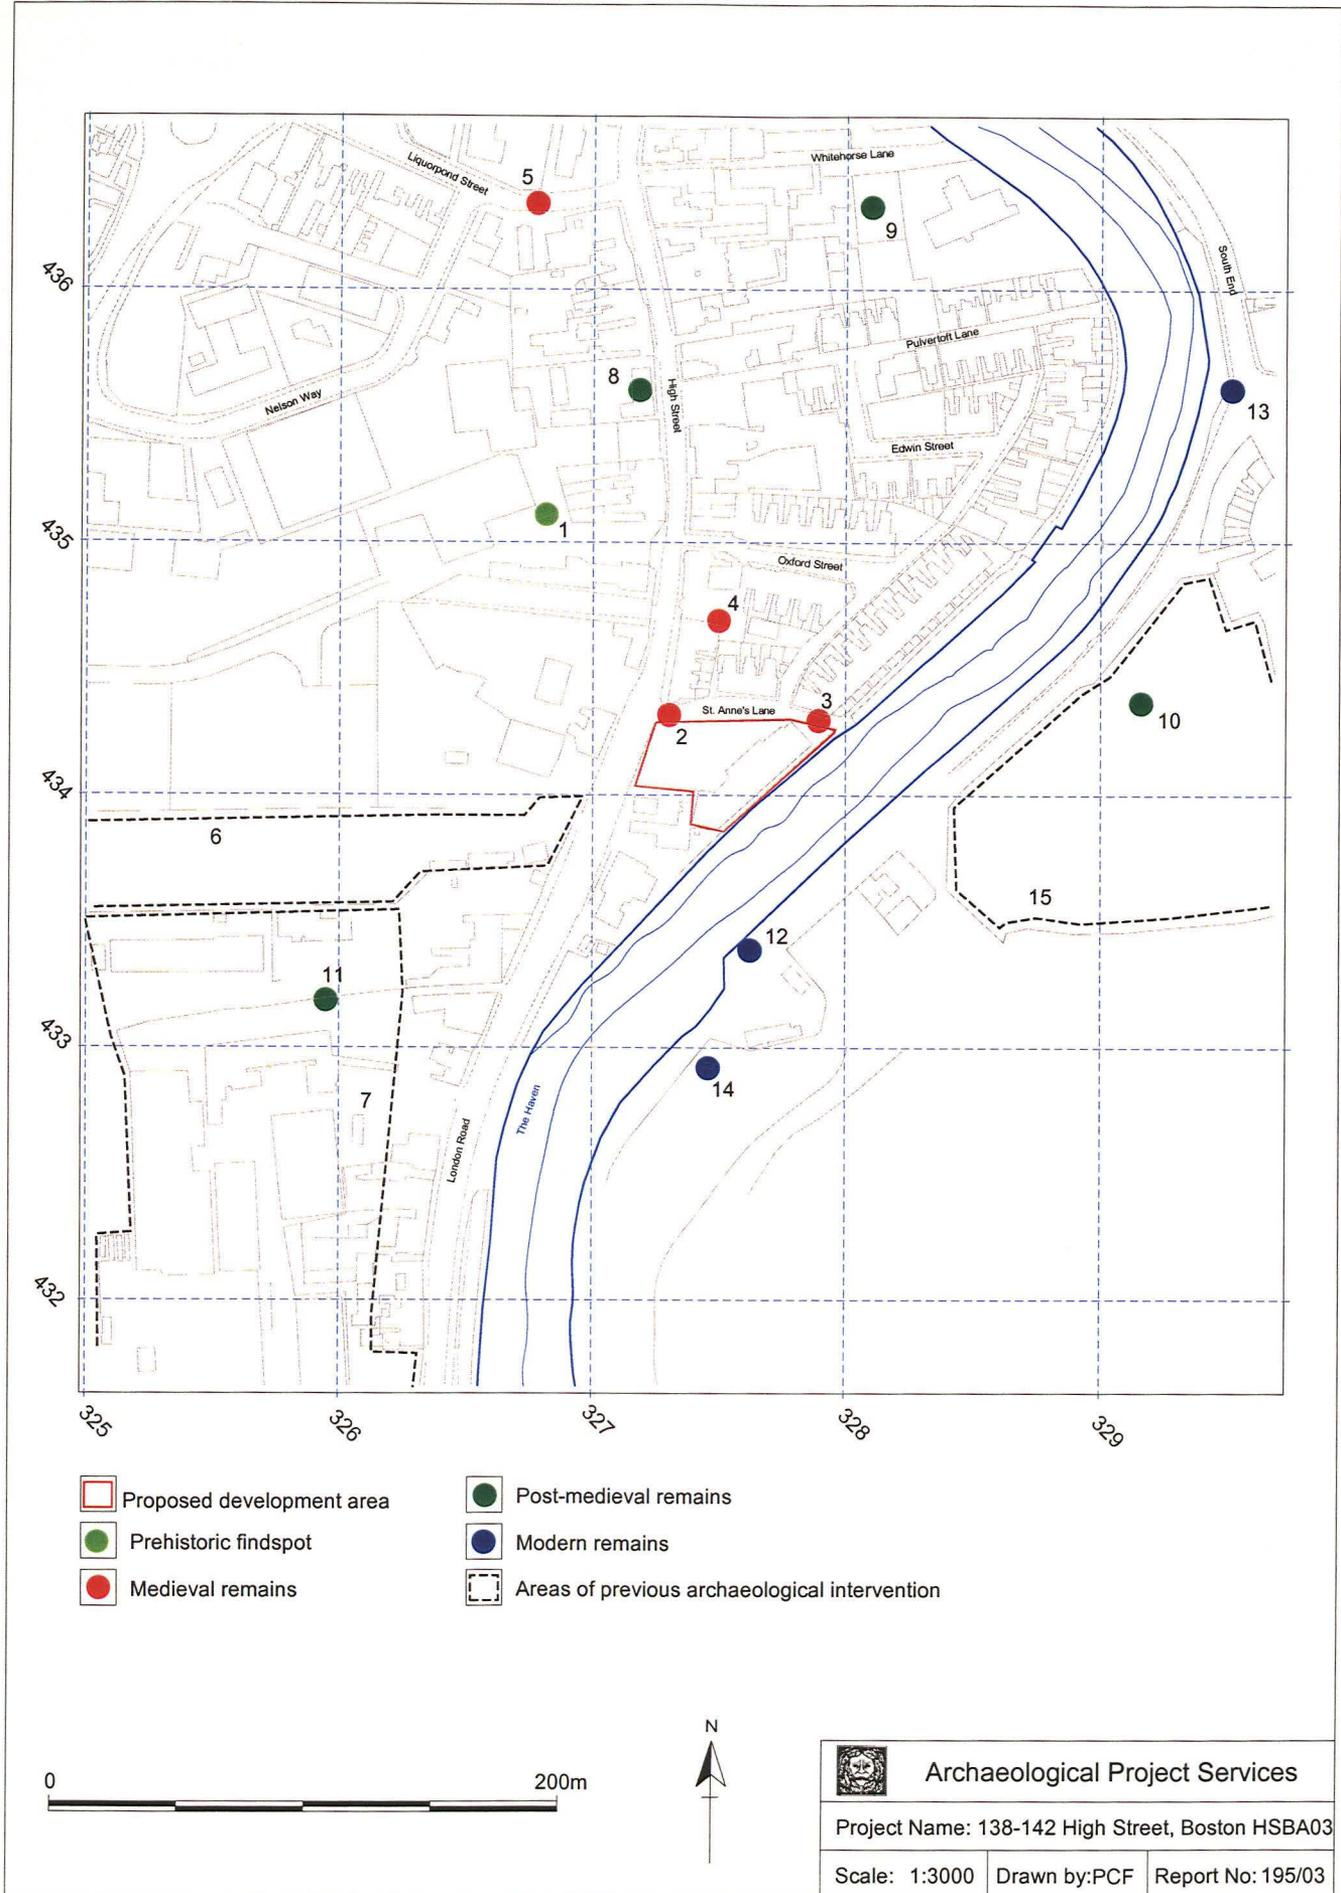 Whitehorse Lane
Liquorpond Street
5
9
South End
436
Pulvertoft Lane
8
High Street
Nelson Way
13
Edwin Street
1
435
Oxford Street
4
3
St. Anne's Lane
2
10
434
6
15
12
11
433
14
7
The Haven
London Road
432
325
326
327
328
329
Proposed development area
Post-medieval remains
Prehistoric findspot
Modern remains
Medieval remains
Areas of previous archaeological intervention
N
0
200m
Archaeological Project Services
Project Name: 138-142 High Street, Boston HSBA03
Scale: 1:3000
Drawn by:PCF
Report No: 195/03